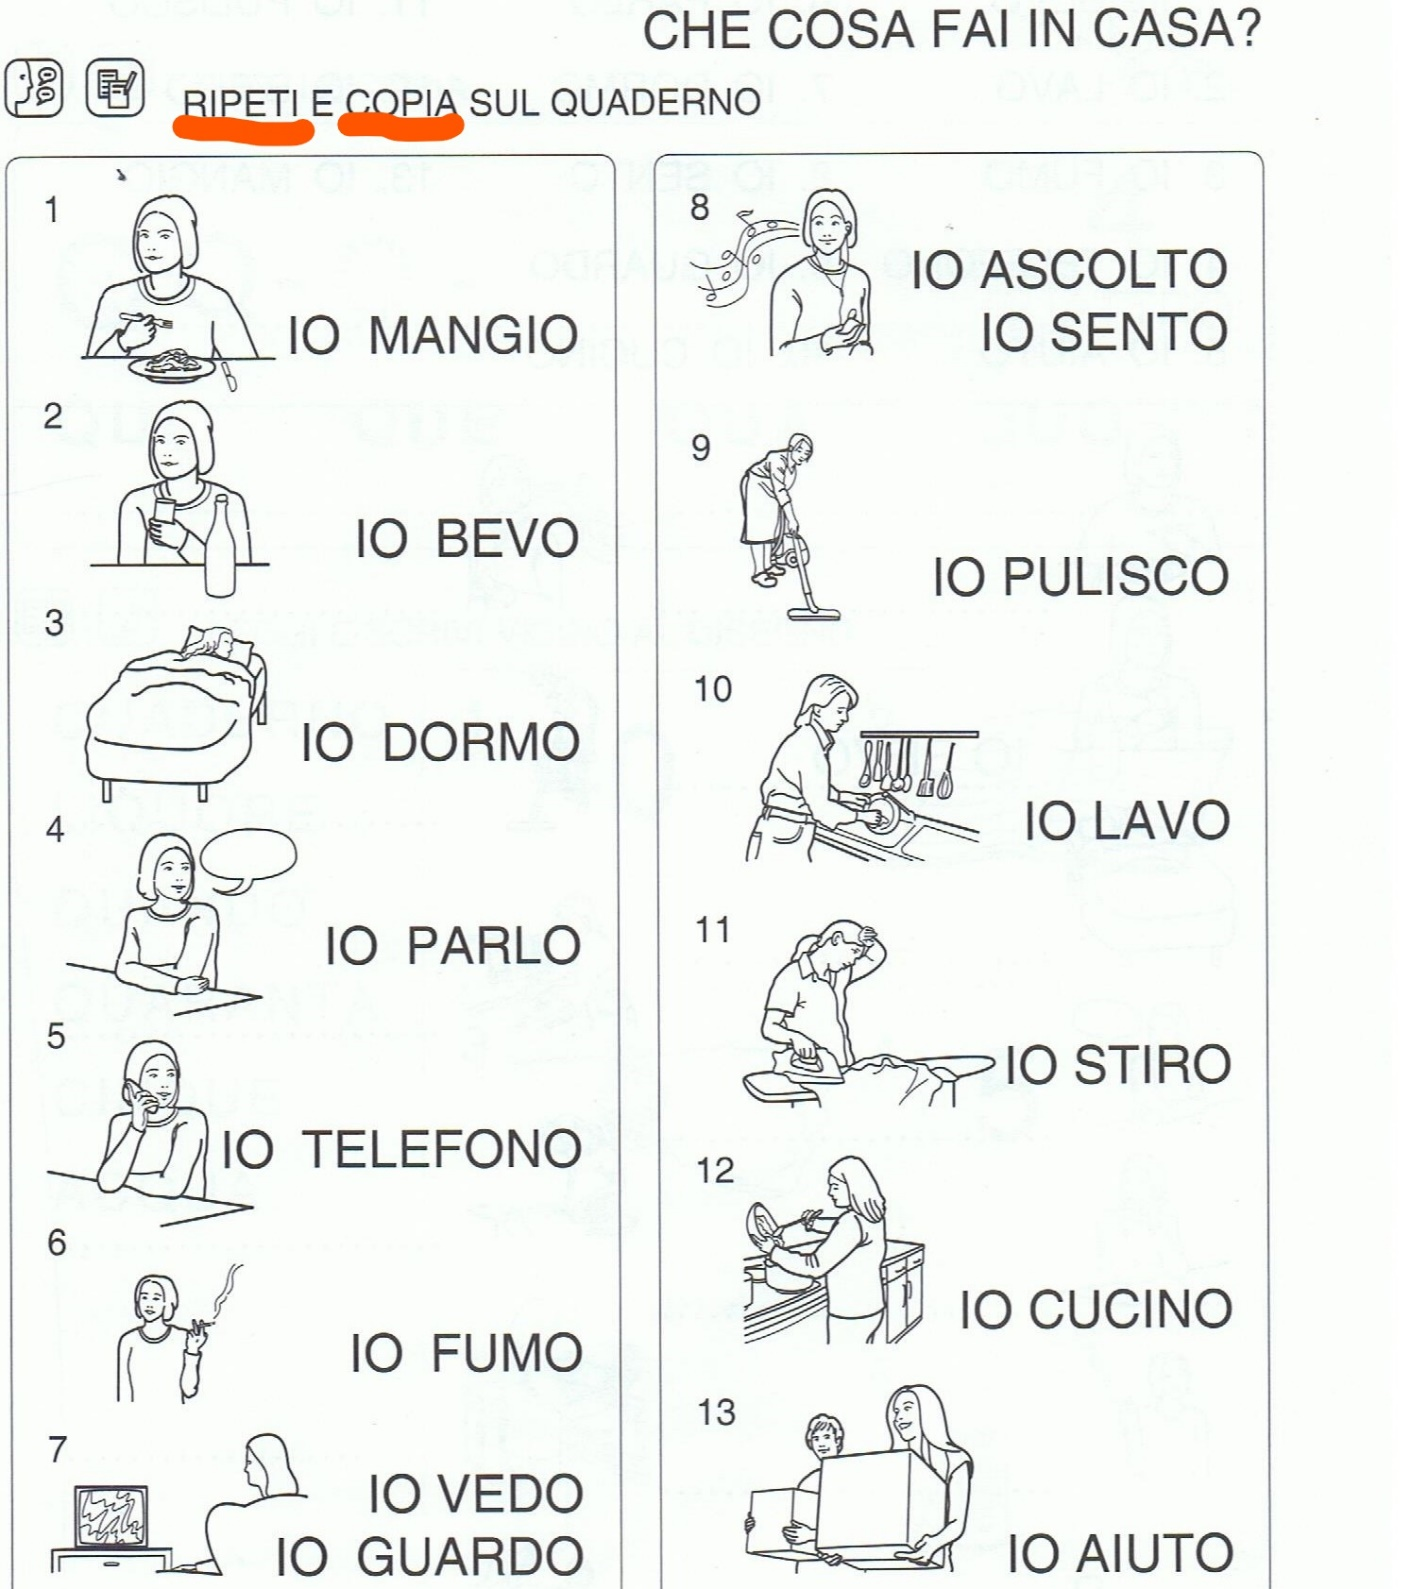 CHE COSA FAI IN CASA?
RIPETI E COPIA SUL QUADERNO
1
IO MANGIO
2
IO BEVO
3
IO DORMO
4
IO PARLO
5
IO TELEFONO
6
IO FUMO
7
IO VEDO
IO GUARDO
8
IO ASCOLTO
IO SENTO
9
IO PULISCO
10
IO LAVO
11
IO STIRO
12
IO CUCINO
13
IO AIUTO